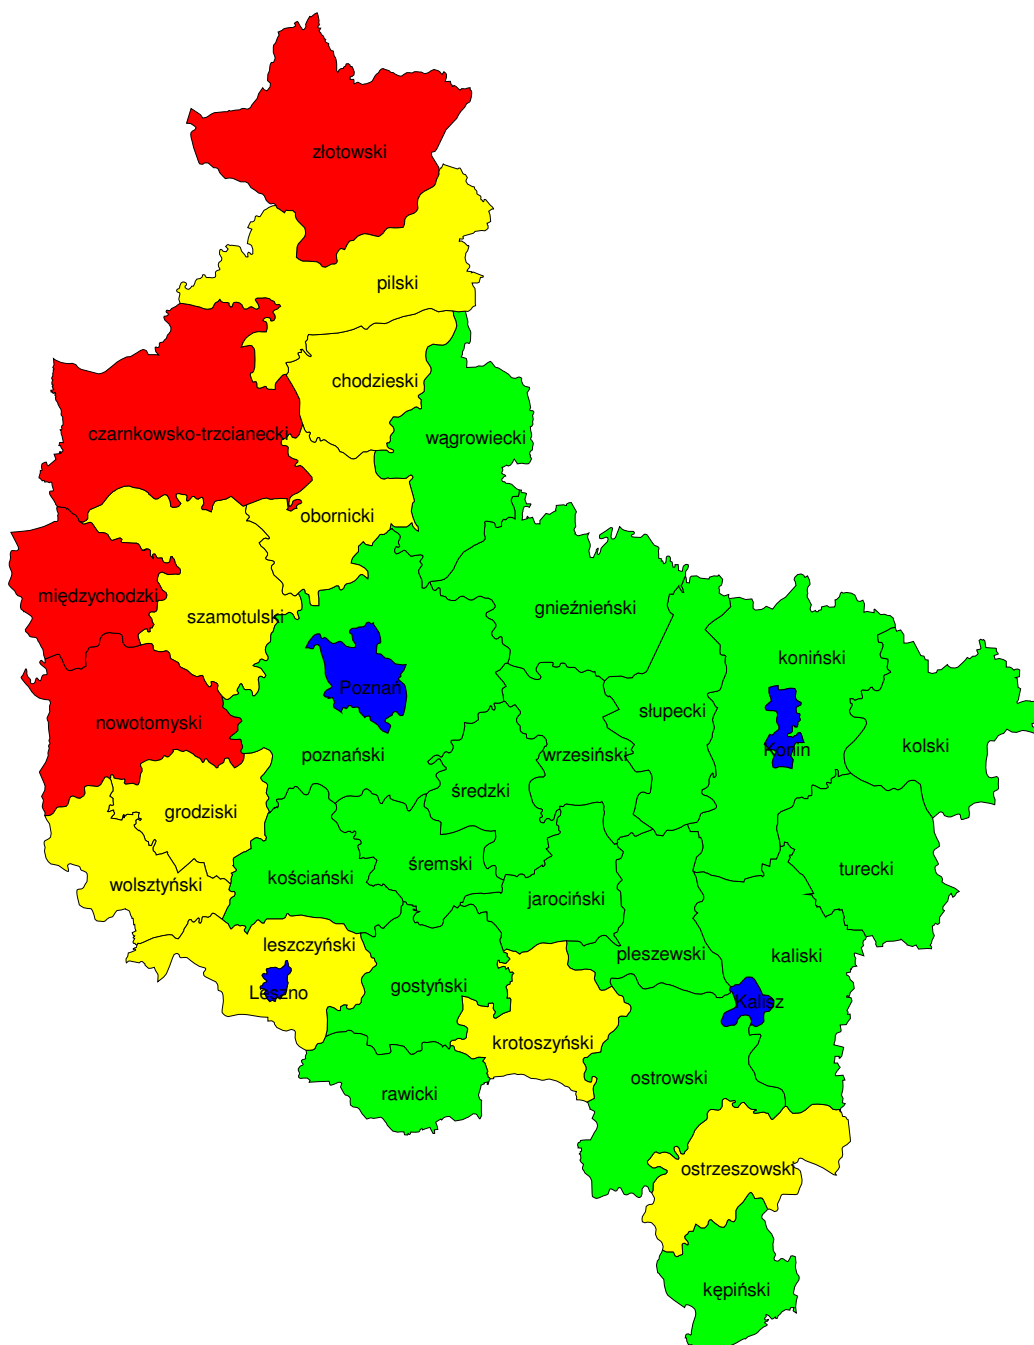 złotowski
pilski
chodzieski
czarnkowsko-trzcianecki
wągrowiecki
obornicki
międzychodzki
szamotulski
gnieźnieński
koniński
Poznań
słupecki
nowotomyski
poznański
wrzesiński
Konin
kolski
średzki
grodziski
śremski
kościański
wolsztyński
turecki
jarociński
leszczyński
pleszewski
kaliski
Leszno
gostyński
Kalisz
krotoszyński
ostrowski
rawicki
ostrzeszowski
kępiński